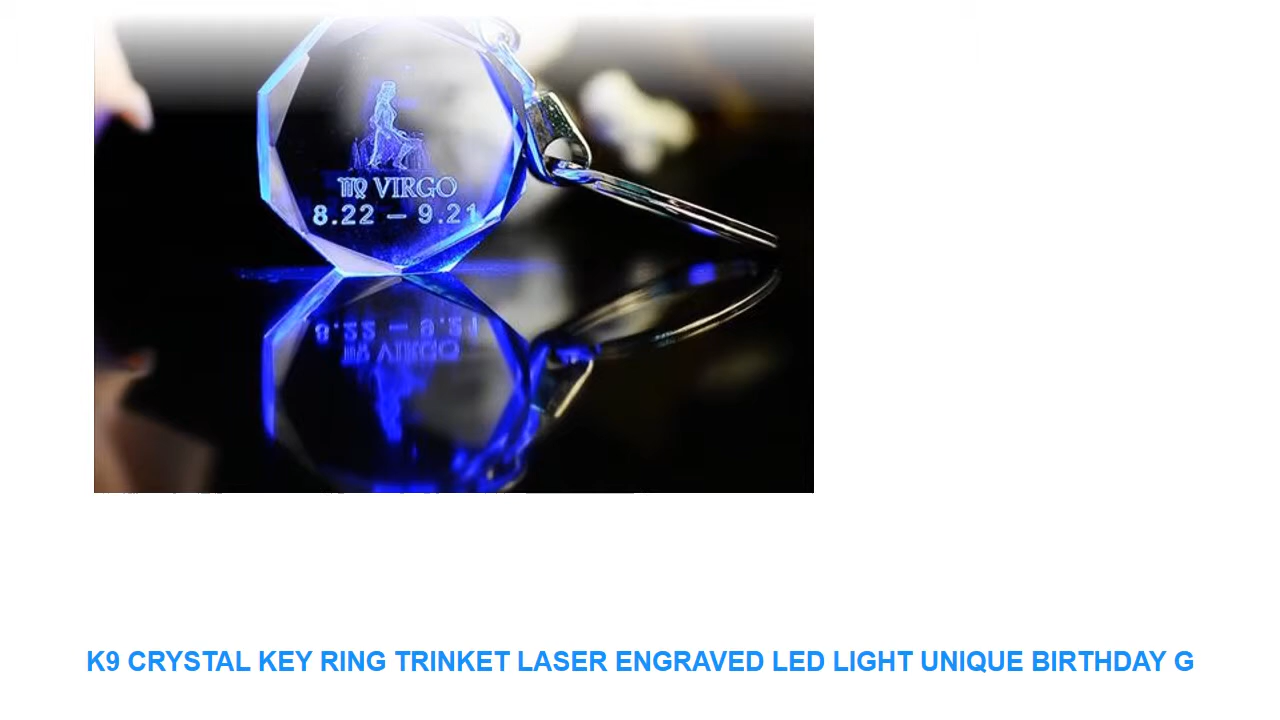 ♍ VIRGO
8.22 – 9.21
K9 CRYSTAL KEY RING TRINKET LASER ENGRAVED LED LIGHT UNIQUE BIRTHDAY G